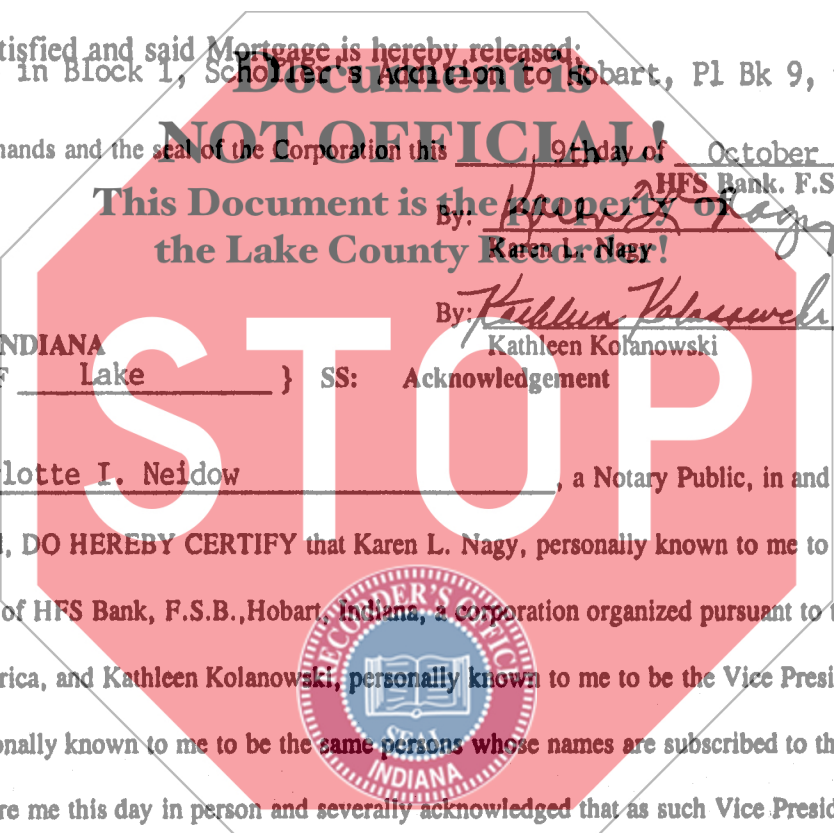 tisfied and said Mortgage is hereby released;
in Block 1, Scholler's Addition to Hobart, Pl Bk 9,
Document is
NOT OFFICIAL!
This Document is the property of
the Lake County Recorder!
hands and the seal of the Corporation this 9th day of October
HFS Bank. F.S
By: Karen L Nagy
Karen L. Nagy
By: Kathleen Kolanowski
Kathleen Kolanowski
NDIANA
F Lake } SS: Acknowledgement
STOP
lotte I. Neidow, a Notary Public, in and
, DO HEREBY CERTIFY that Karen L. Nagy, personally known to me to
of HFS Bank, F.S.B.,Hobart, Indiana, a corporation organized pursuant to
rica, and Kathleen Kolanowski, personally known to me to be the Vice Presi
onally known to me to be the same persons whose names are subscribed to th
re me this day in person and severally acknowledged that as such Vice Presid
RECORDER'S OFFICE
SEAL
INDIANA